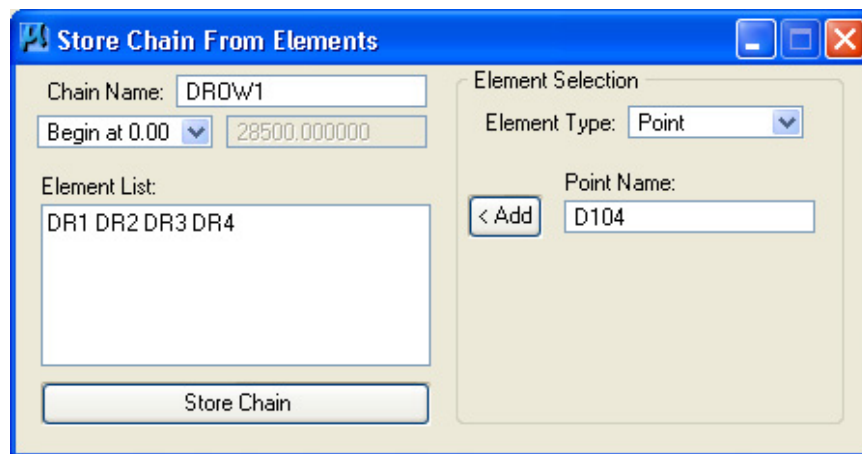 Store Chain From Elements
Chain Name: DROW1
Begin at 0.00 28500.000000
Element List:
DR1 DR2 DR3 DR4
Store Chain
Element Selection
Element Type: Point
Point Name:
< Add D104